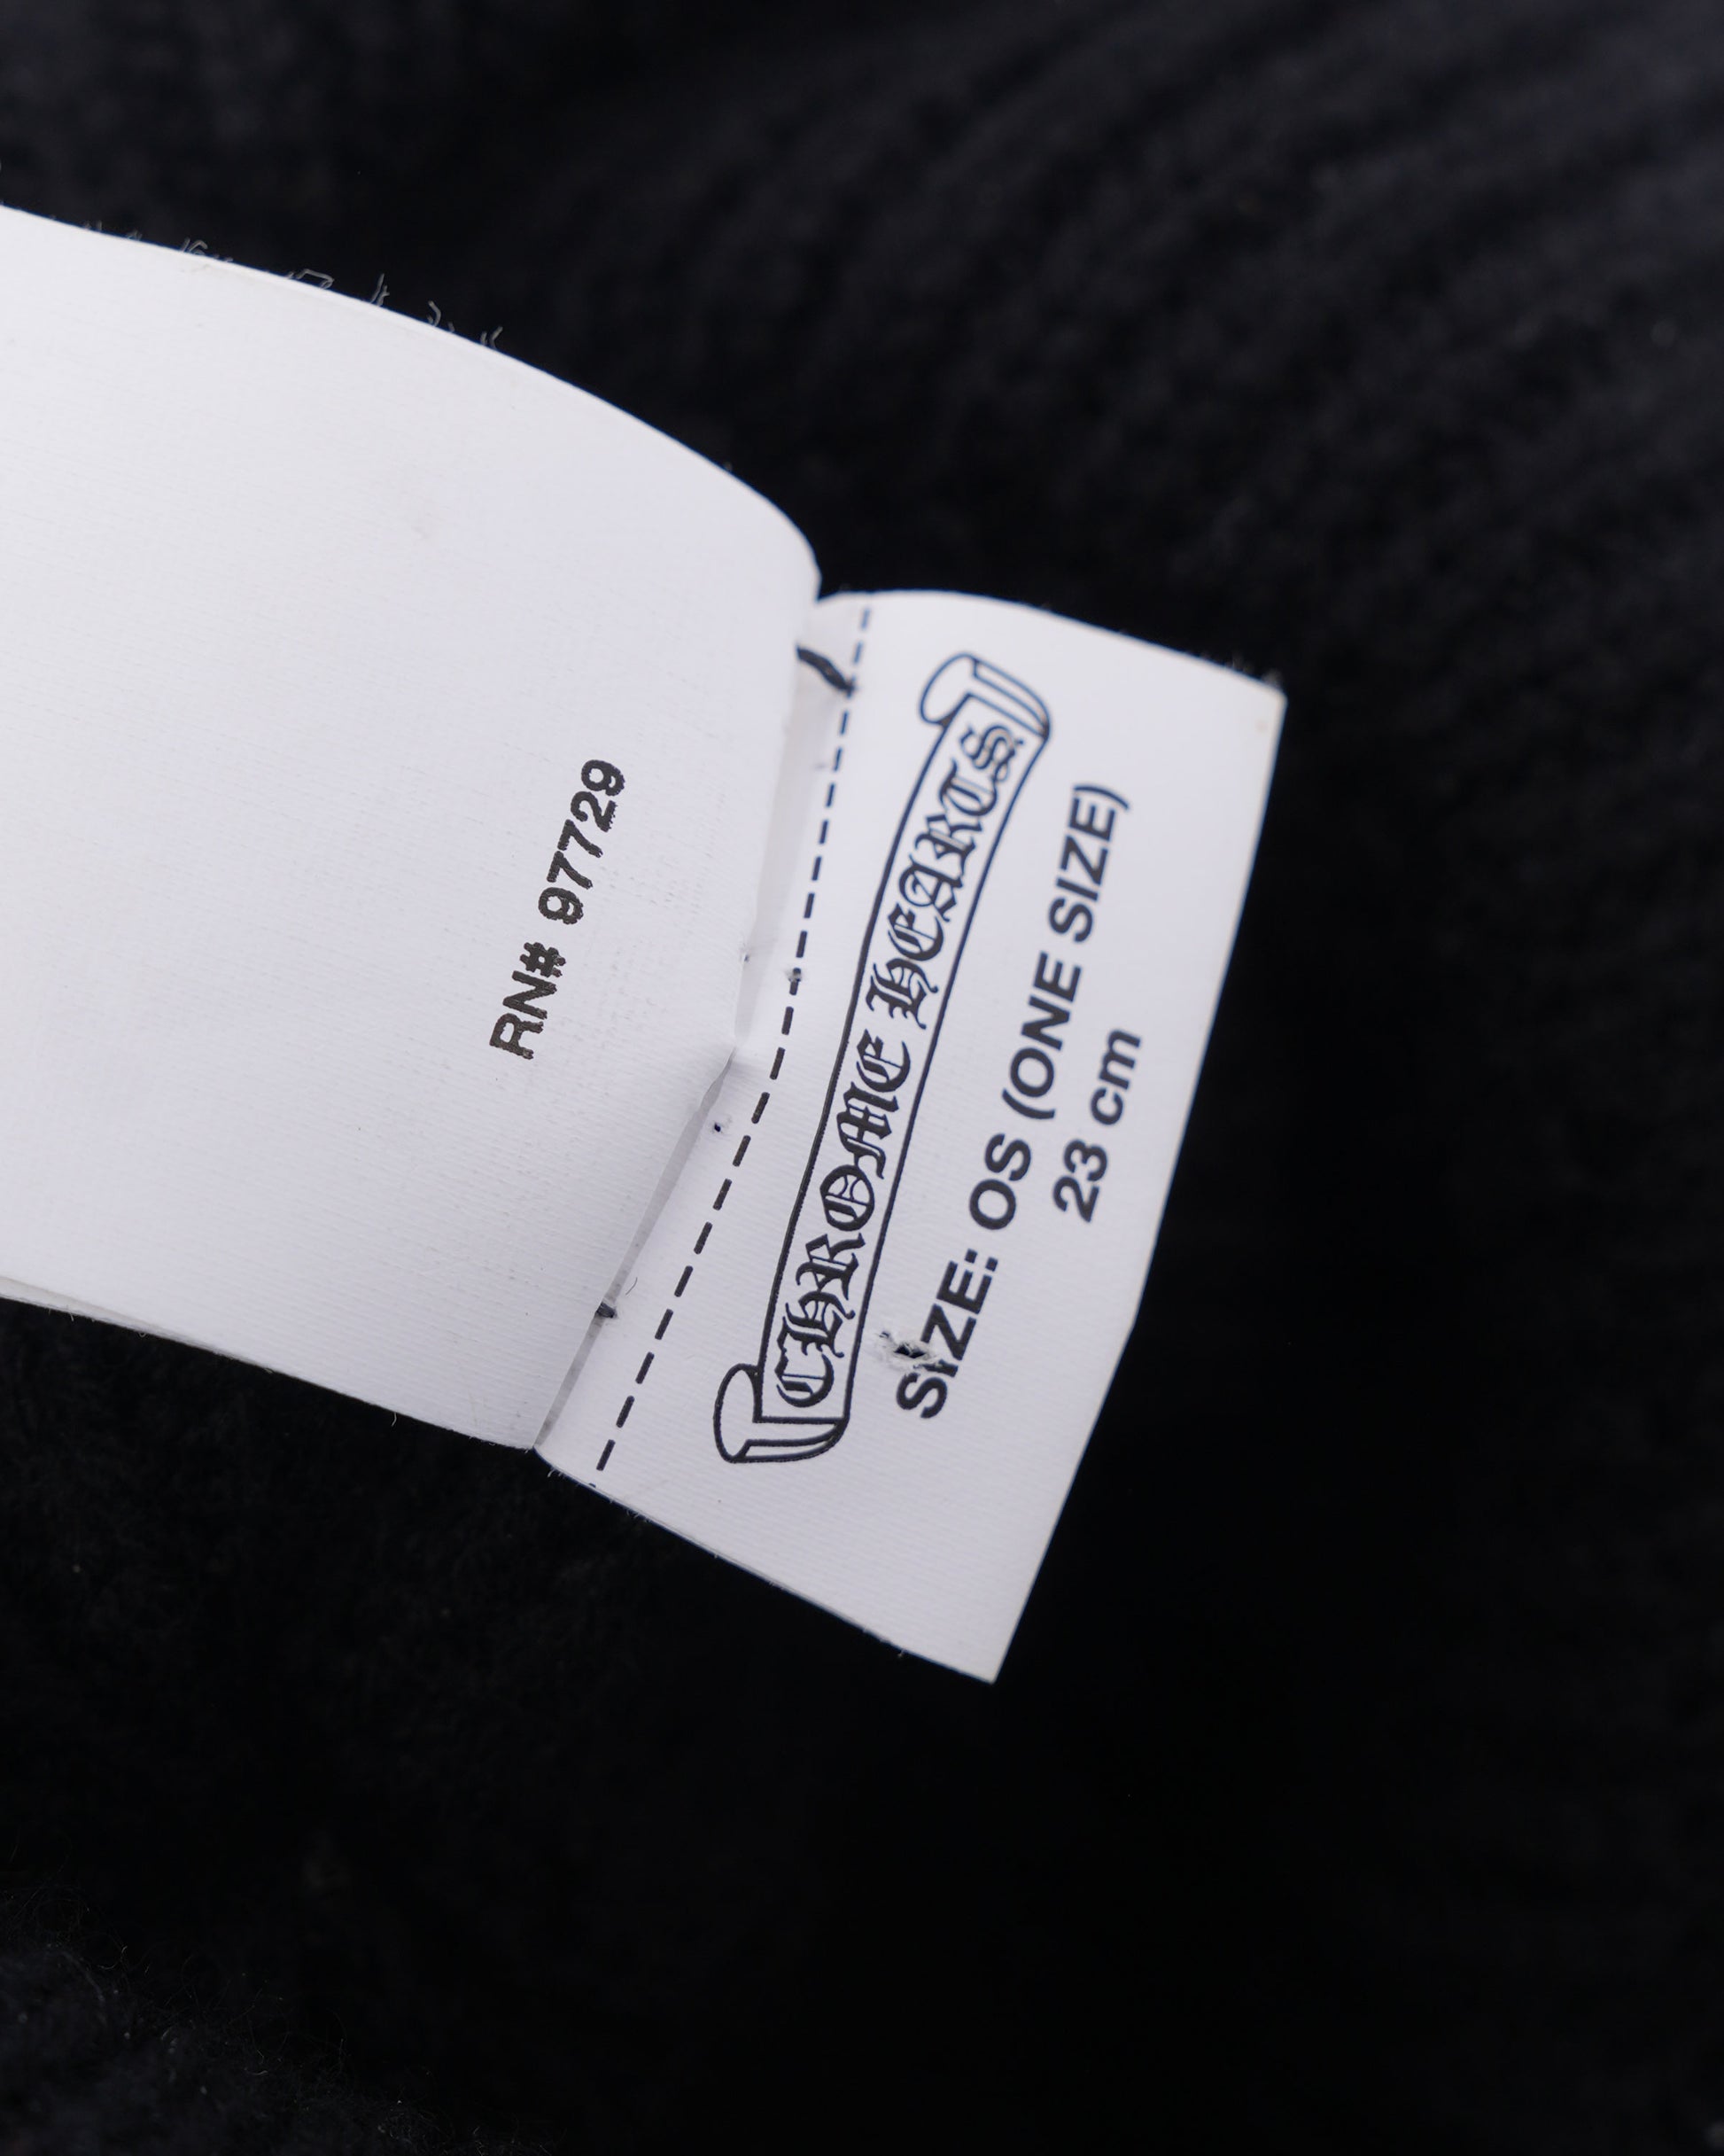 RN# 97729
CHROME HEARTS
SIZE: OS (ONE SIZE)
23 cm